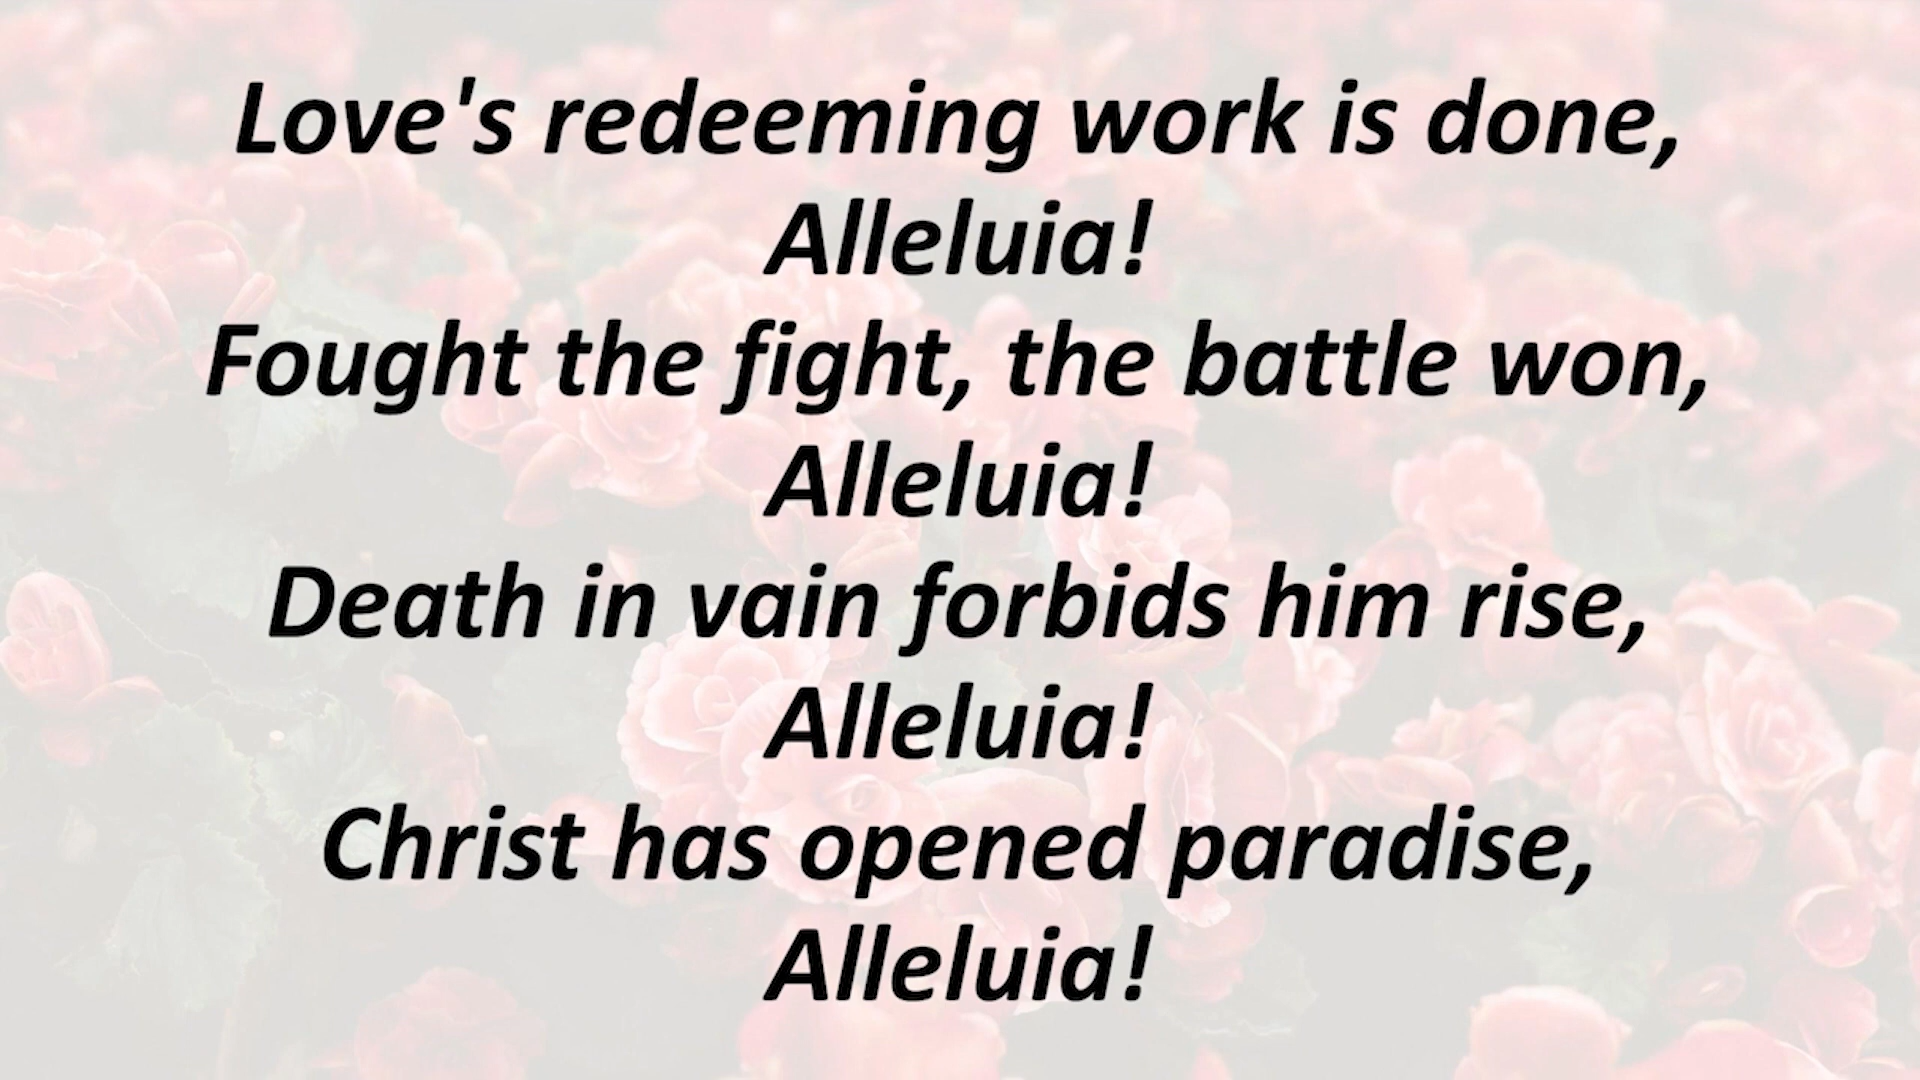 Love's redeeming work is done,
Alleluia!
Fought the fight, the battle won,
Alleluia!
Death in vain forbids him rise,
Alleluia!
Christ has opened paradise,
Alleluia!